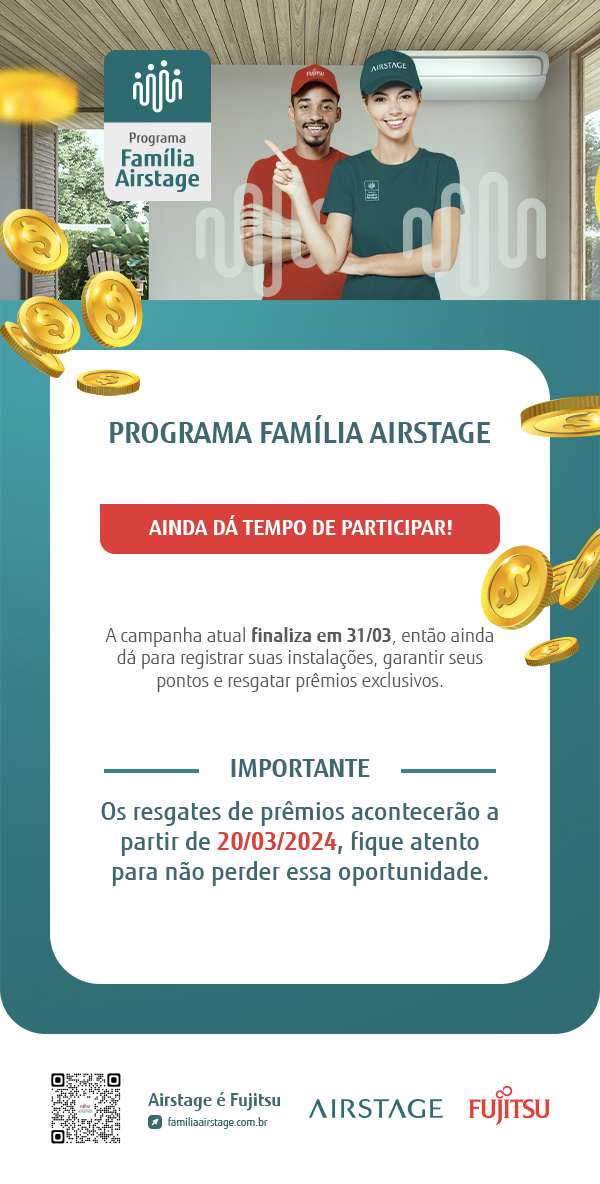 FUJITSU
AIRSTAGE
Programa
Família
Airstage
PROGRAMA FAMÍLIA AIRSTAGE
AINDA DÁ TEMPO DE PARTICIPAR!
A campanha atual finaliza em 31/03, então ainda
dá para registrar suas instalações, garantir seus
pontos e resgatar prêmios exclusivos.
IMPORTANTE
Os resgates de prêmios acontecerão a
partir de 20/03/2024, fique atento
para não perder essa oportunidade.
Airstage é Fujitsu
familiaairstage.com.br
AIRSTAGE
FUJITSU